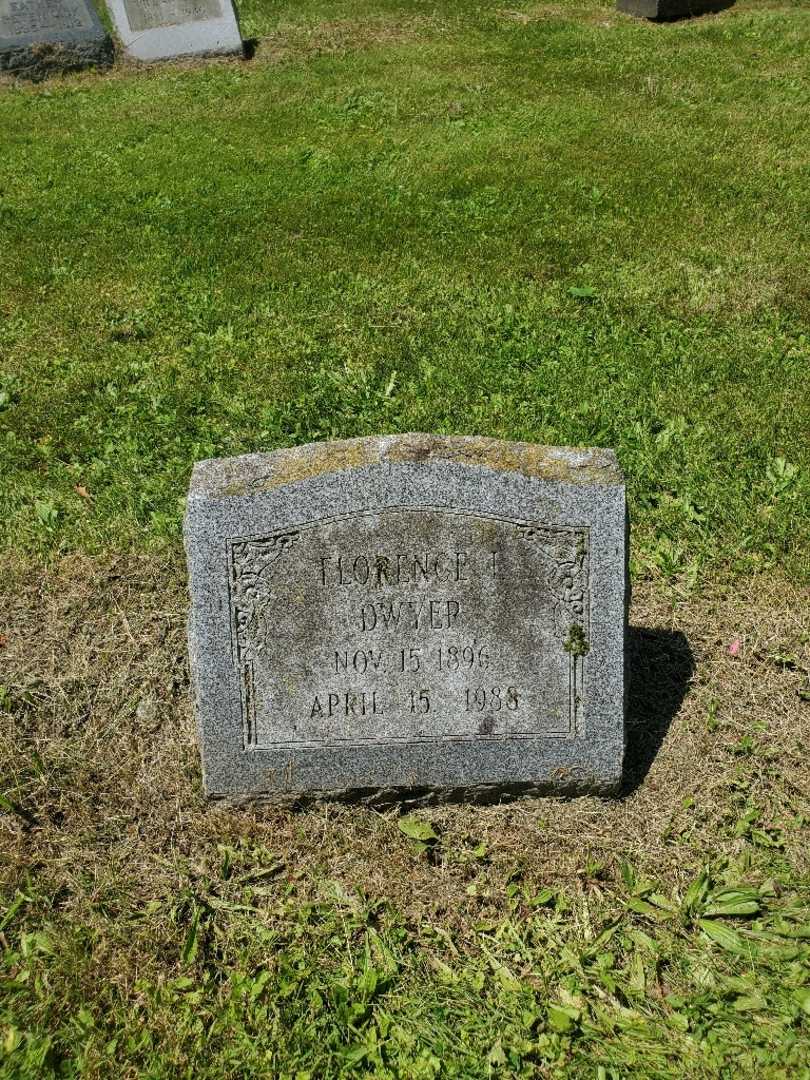 FLORENCE L
DWYER
NOV. 15 1896
APRIL 15. 1988